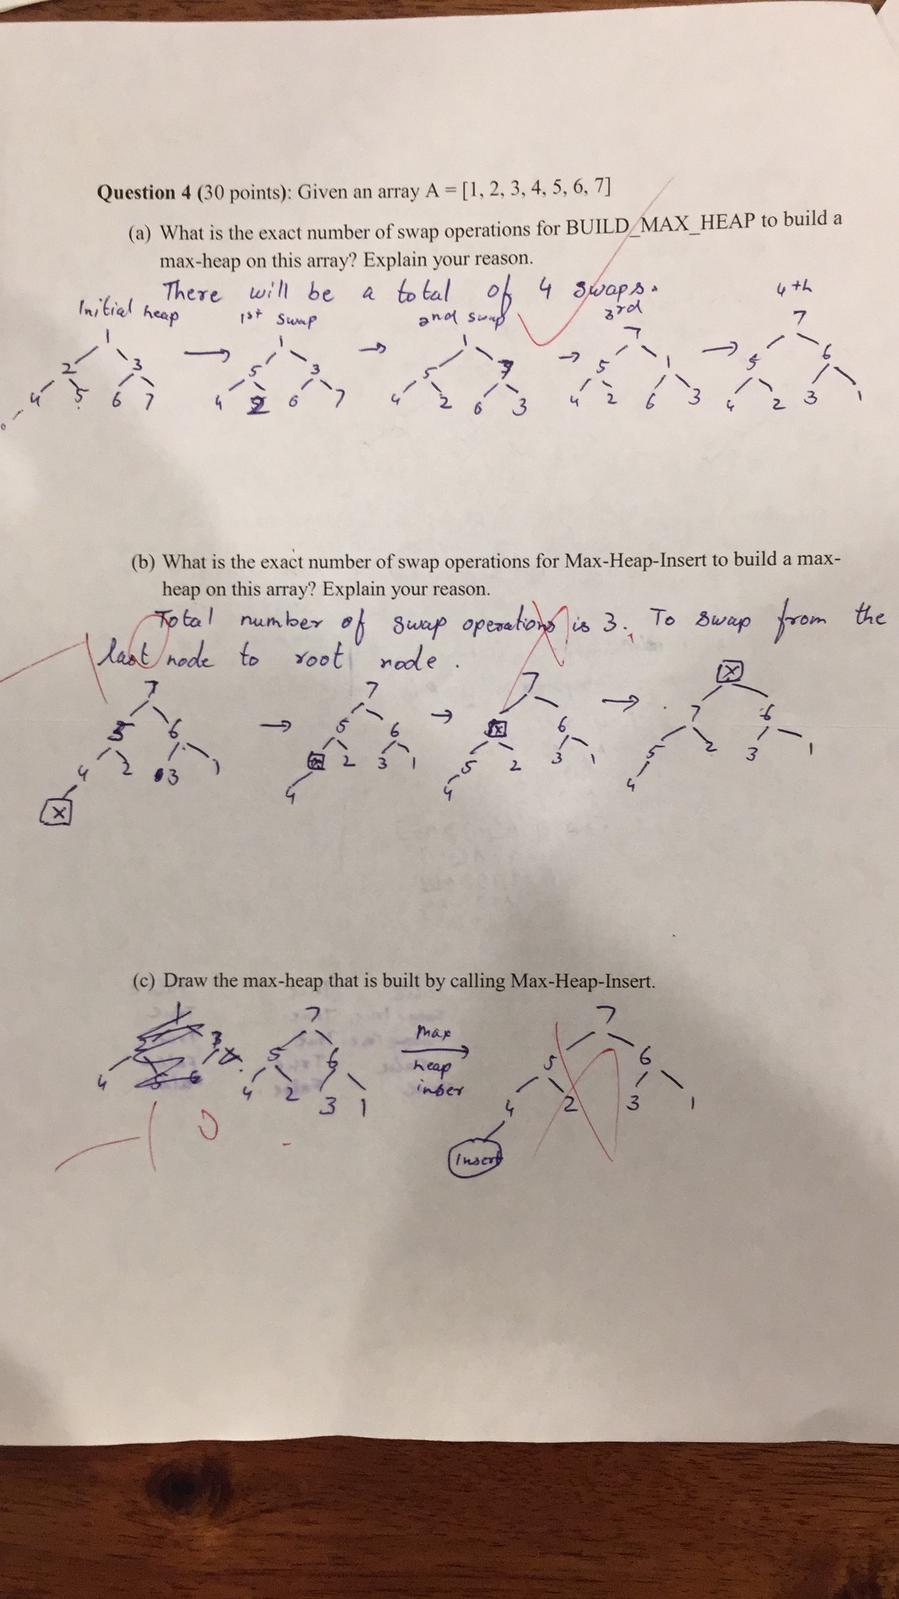 Question 4 (30 points): Given an array A = [1, 2, 3, 4, 5, 6, 7]
(a) What is the exact number of swap operations for BUILD_MAX_HEAP to build a
max-heap on this array? Explain your reason.
There will be a total of 4 swaps.
Initial heap 1st swap 2nd swap 3rd 4th
1 1 1 7 7
2 3 5 3 5 7 5 1 5 6
4 5 6 7 4 2 6 7 4 2 6 3 4 2 6 3 4 2 3 1
(b) What is the exact number of swap operations for Max-Heap-Insert to build a max-
heap on this array? Explain your reason.
Total number of swap operations is 3. To swap from the
last node to root node.
7 7 7 X
5 6 5 6 X 6 7 6
4 2 3 1 2 3 1 5 2 3 1 5 2 3 1
X 4 4 4
(c) Draw the max-heap that is built by calling Max-Heap-Insert.
7 max heap inser 7
5 6 5 6
4 2 3 1 4 2 3 1
Insert